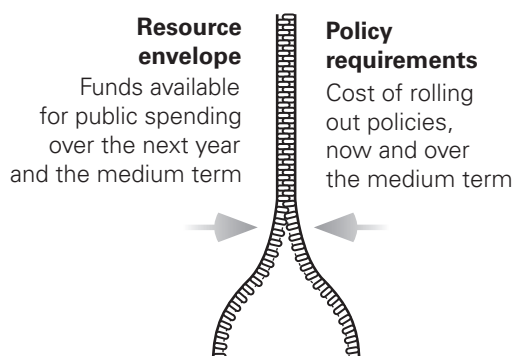 Resource
envelope
Funds available
for public spending
over the next year
and the medium term
Policy
requirements
Cost of rolling
out policies,
now and over
the medium term